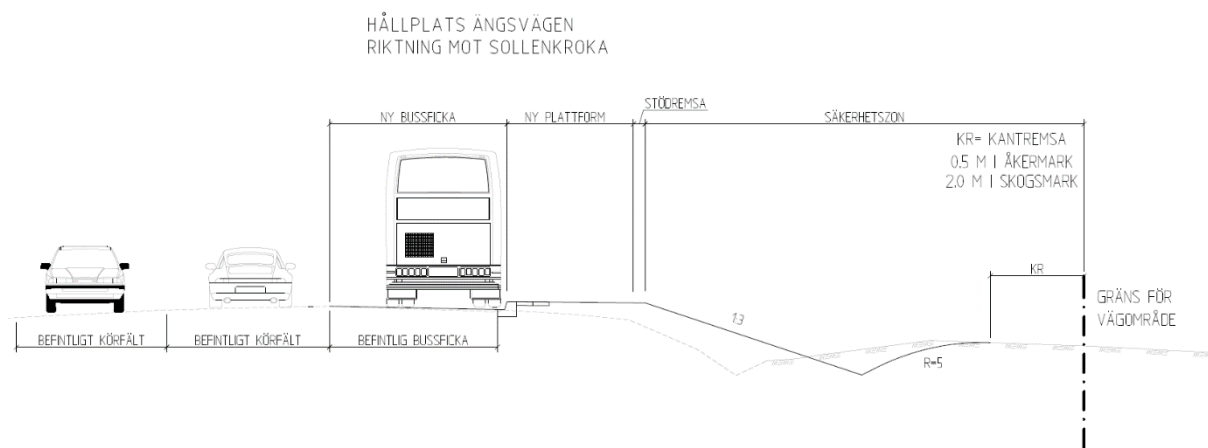 HÅLLPLATS ÄNGSVÄGEN
RIKTNING MOT SOLLENKROKA
STÖDREMSA
NY BUSSFICKA
NY PLATTFORM
SÄKERHETSZON
KR= KANTREMSA
0.5 M I ÅKERMARK
2.0 M I SKOGSMARK
KR
GRÄNS FÖR
VÄGOMRÅDE
1:3
BEFINTLIGT KÖRFÄLT
BEFINTLIGT KÖRFÄLT
BEFINTLIG BUSSFICKA
R=5